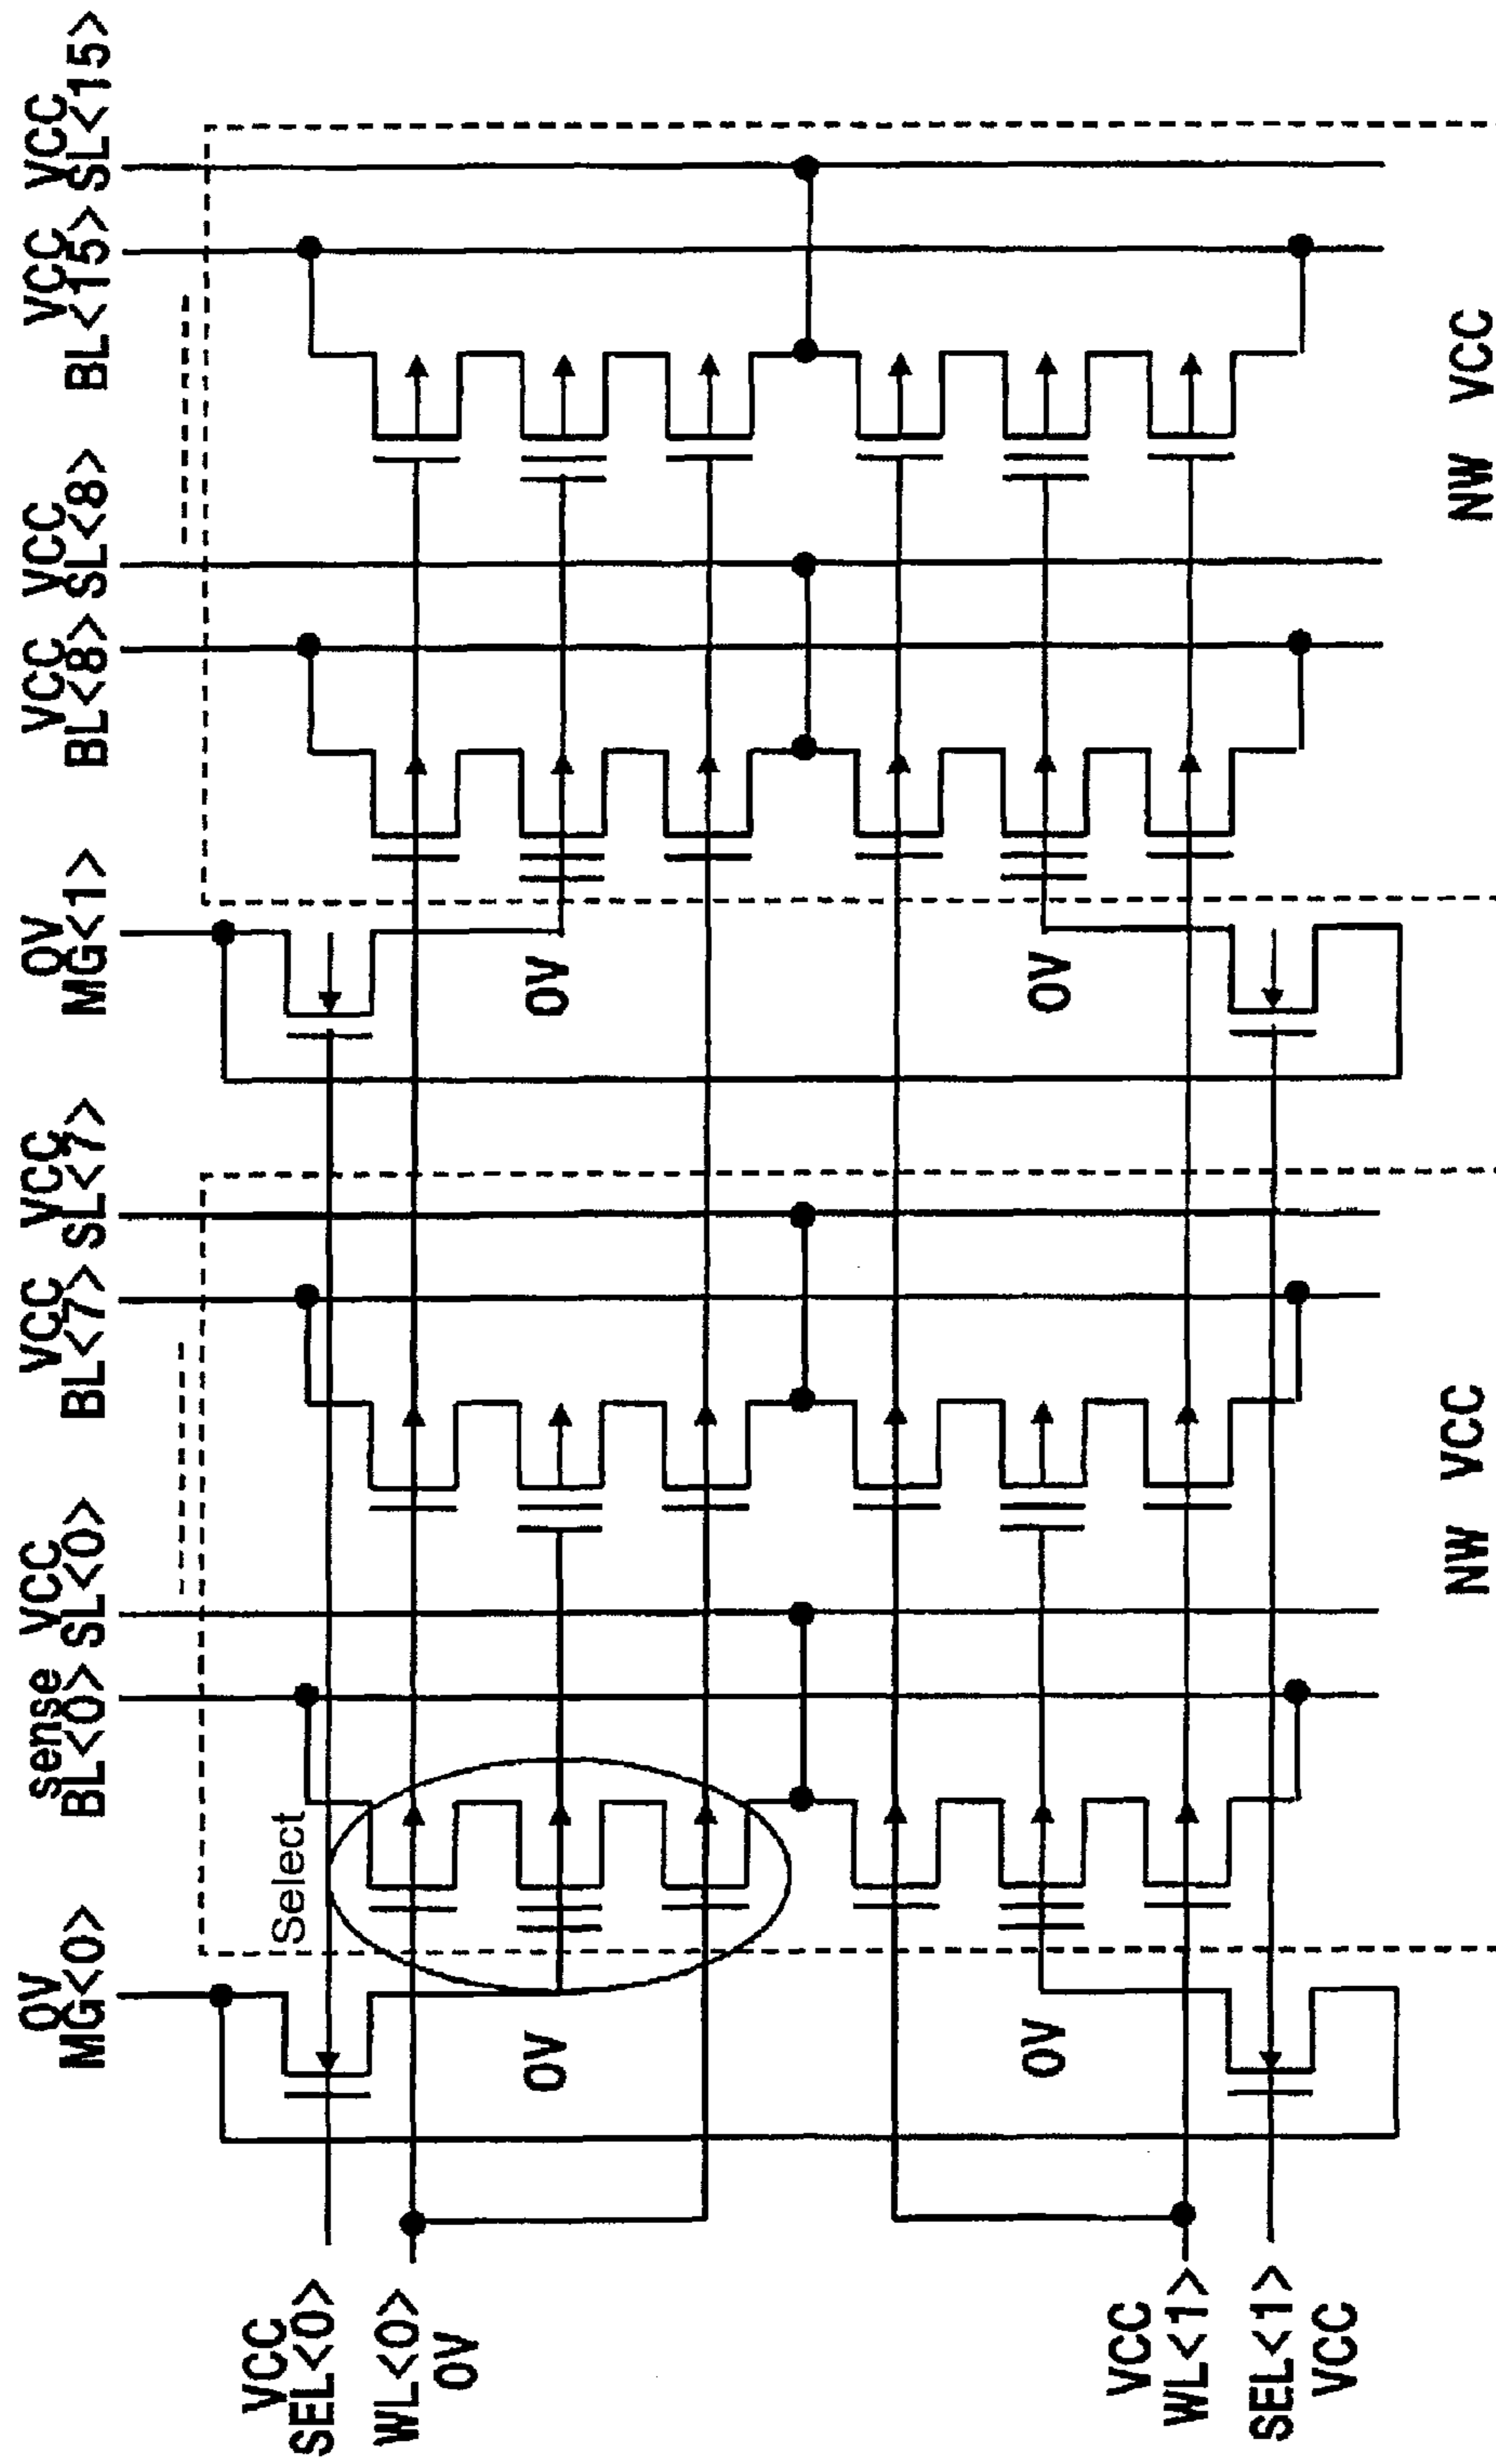 VCC
SL<15>
VCC
BL<15>
VCC
SL<8>
VCC
BL<8>
0V
MG<1>
VCC
SL<7>
VCC
BL<7>
VCC
SL<0>
sense
BL<0>
0V
MG<0>
Select
0V
0V
0V
0V
NW VCC
NW VCC
VCC
SEL<0>
WL<0>
0V
VCC
WL<1>
SEL<1>
VCC